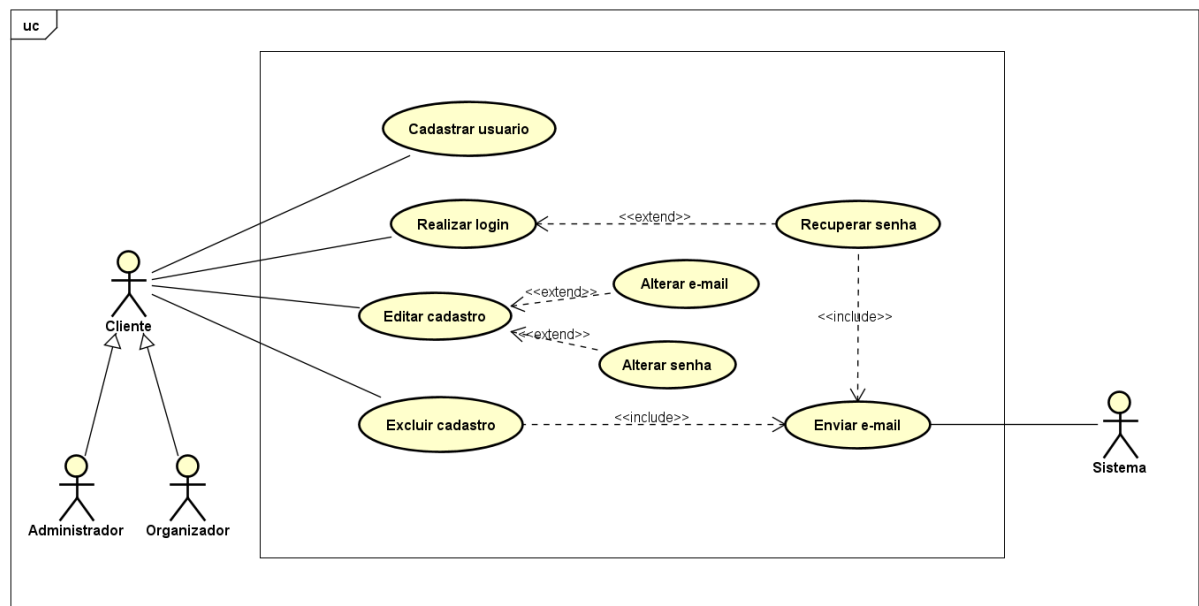 uc
Cadastrar usuario
Realizar login
<<extend>>
Recuperar senha
Alterar e-mail
<<extend>>
Cliente
Editar cadastro
<<include>>
<<extend>>
Alterar senha
Excluir cadastro
<<include>>
Enviar e-mail
Sistema
Administrador
Organizador